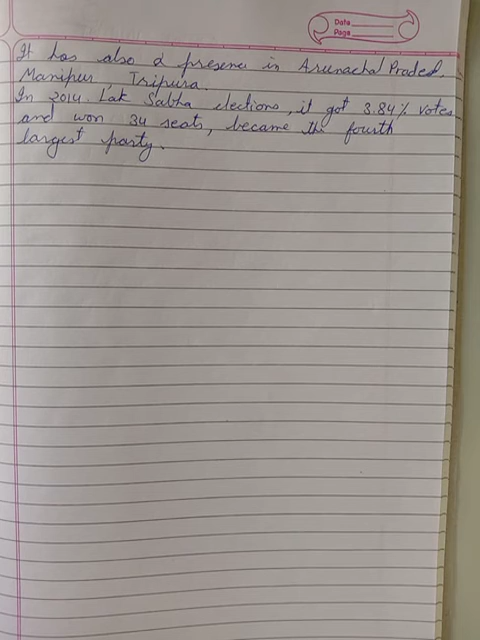 Date
Page
It has also a presence in Arunachal Pradesh,
Manipur, Tripura.
In 2014. Lok Sabha elections, it got 3.84% votes
and won 34 seats, became the fourth
largest party.